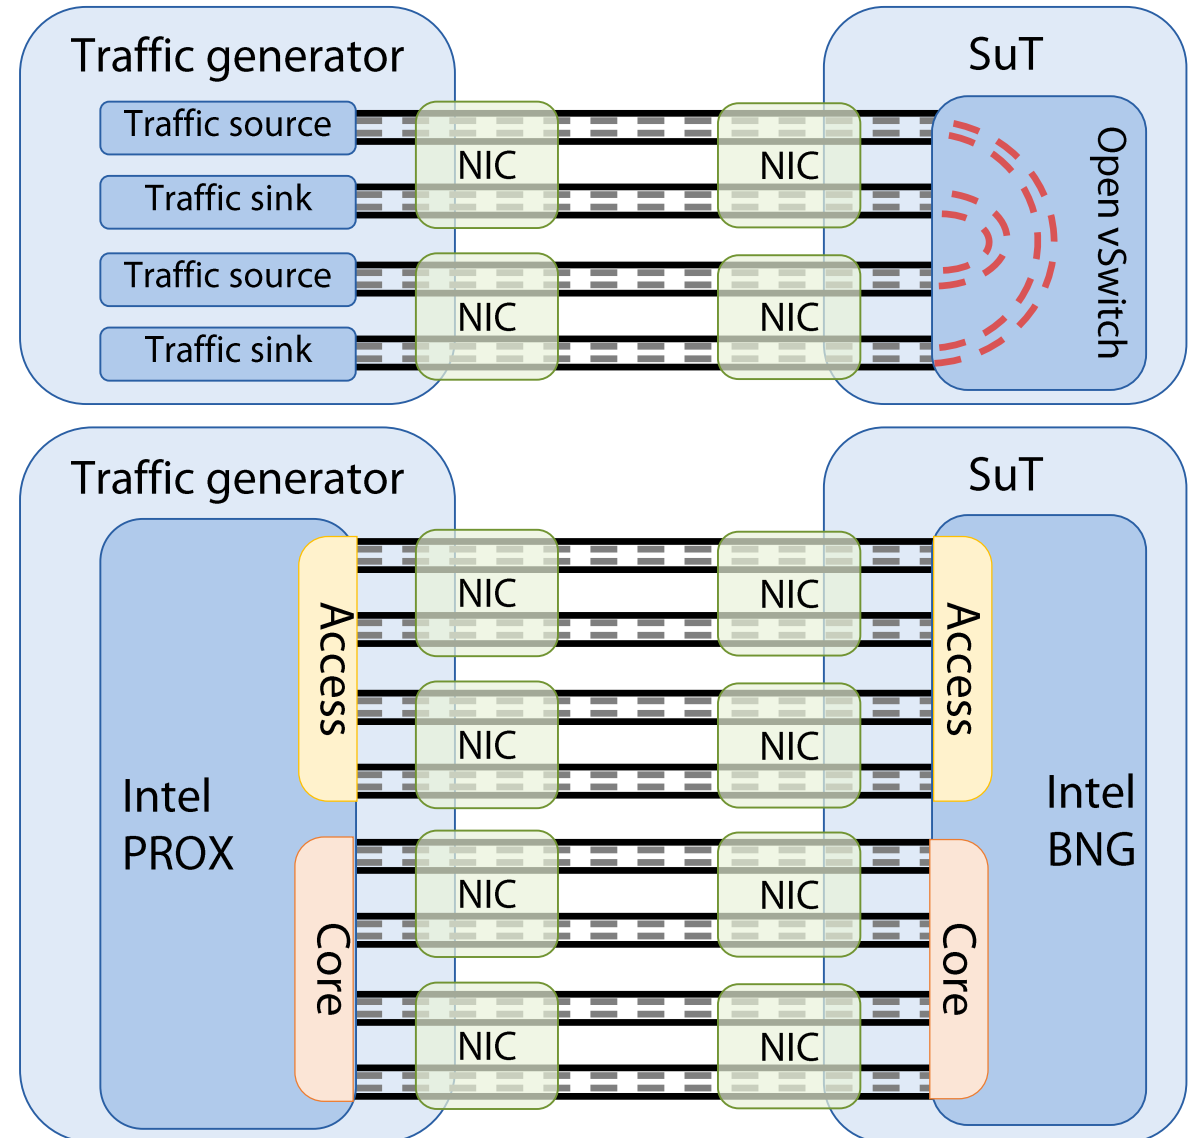 Traffic generator
SuT
Traffic source
Traffic sink
Traffic source
Traffic sink
NIC
NIC
NIC
NIC
Open vSwitch
Traffic generator
SuT
Access
Core
Intel
PROX
NIC
NIC
NIC
NIC
NIC
NIC
NIC
NIC
Access
Core
Intel
BNG